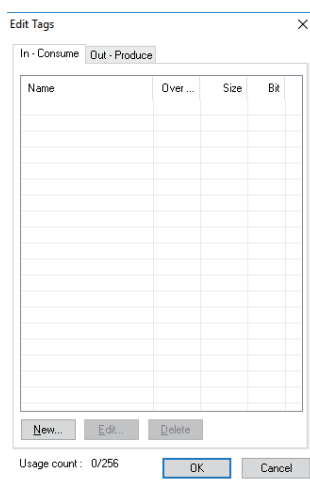 Edit Tags
In - Consume Out - Produce
Name Over ... Size Bit
New... Edit... Delete
Usage count : 0/256
OK Cancel